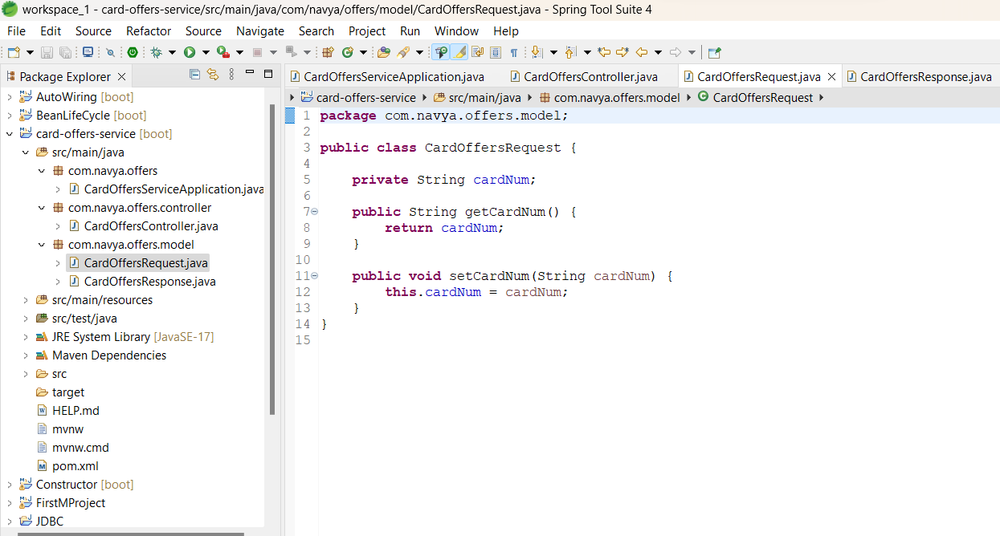 workspace_1 - card-offers-service/src/main/java/com/navya/offers/model/CardOffersRequest.java - Spring Tool Suite 4
File Edit Source Refactor Source Navigate Search Project Run Window Help
Package Explorer
AutoWiring [boot]
BeanLifeCycle [boot]
card-offers-service [boot]
src/main/java
com.navya.offers
CardOffersServiceApplication.java
com.navya.offers.controller
CardOffersController.java
com.navya.offers.model
CardOffersRequest.java
CardOffersResponse.java
src/main/resources
src/test/java
JRE System Library [JavaSE-17]
Maven Dependencies
src
target
HELP.md
mvnw
mvnw.cmd
pom.xml
Constructor [boot]
FirstMProject
JDBC
CardOffersServiceApplication.java CardOffersController.java CardOffersRequest.java CardOffersResponse.java
card-offers-service src/main/java com.navya.offers.model CardOffersRequest
1 package com.navya.offers.model;
2
3 public class CardOffersRequest {
4
5     private String cardNum;
6
7     public String getCardNum() {
8         return cardNum;
9     }
10
11     public void setCardNum(String cardNum) {
12         this.cardNum = cardNum;
13     }
14 }
15